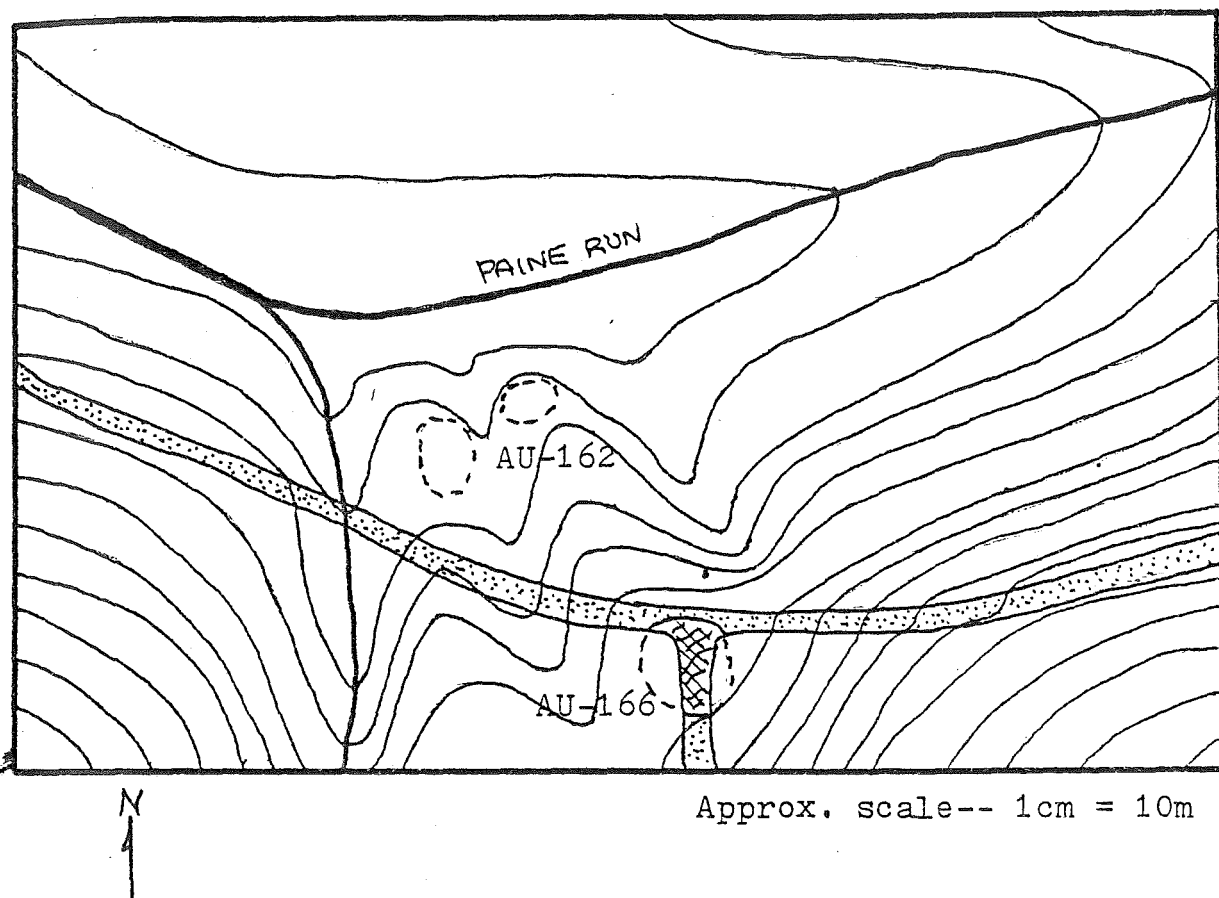 PAINE RUN
AU-162
AU-166
Approx. scale-- 1cm = 10m
N